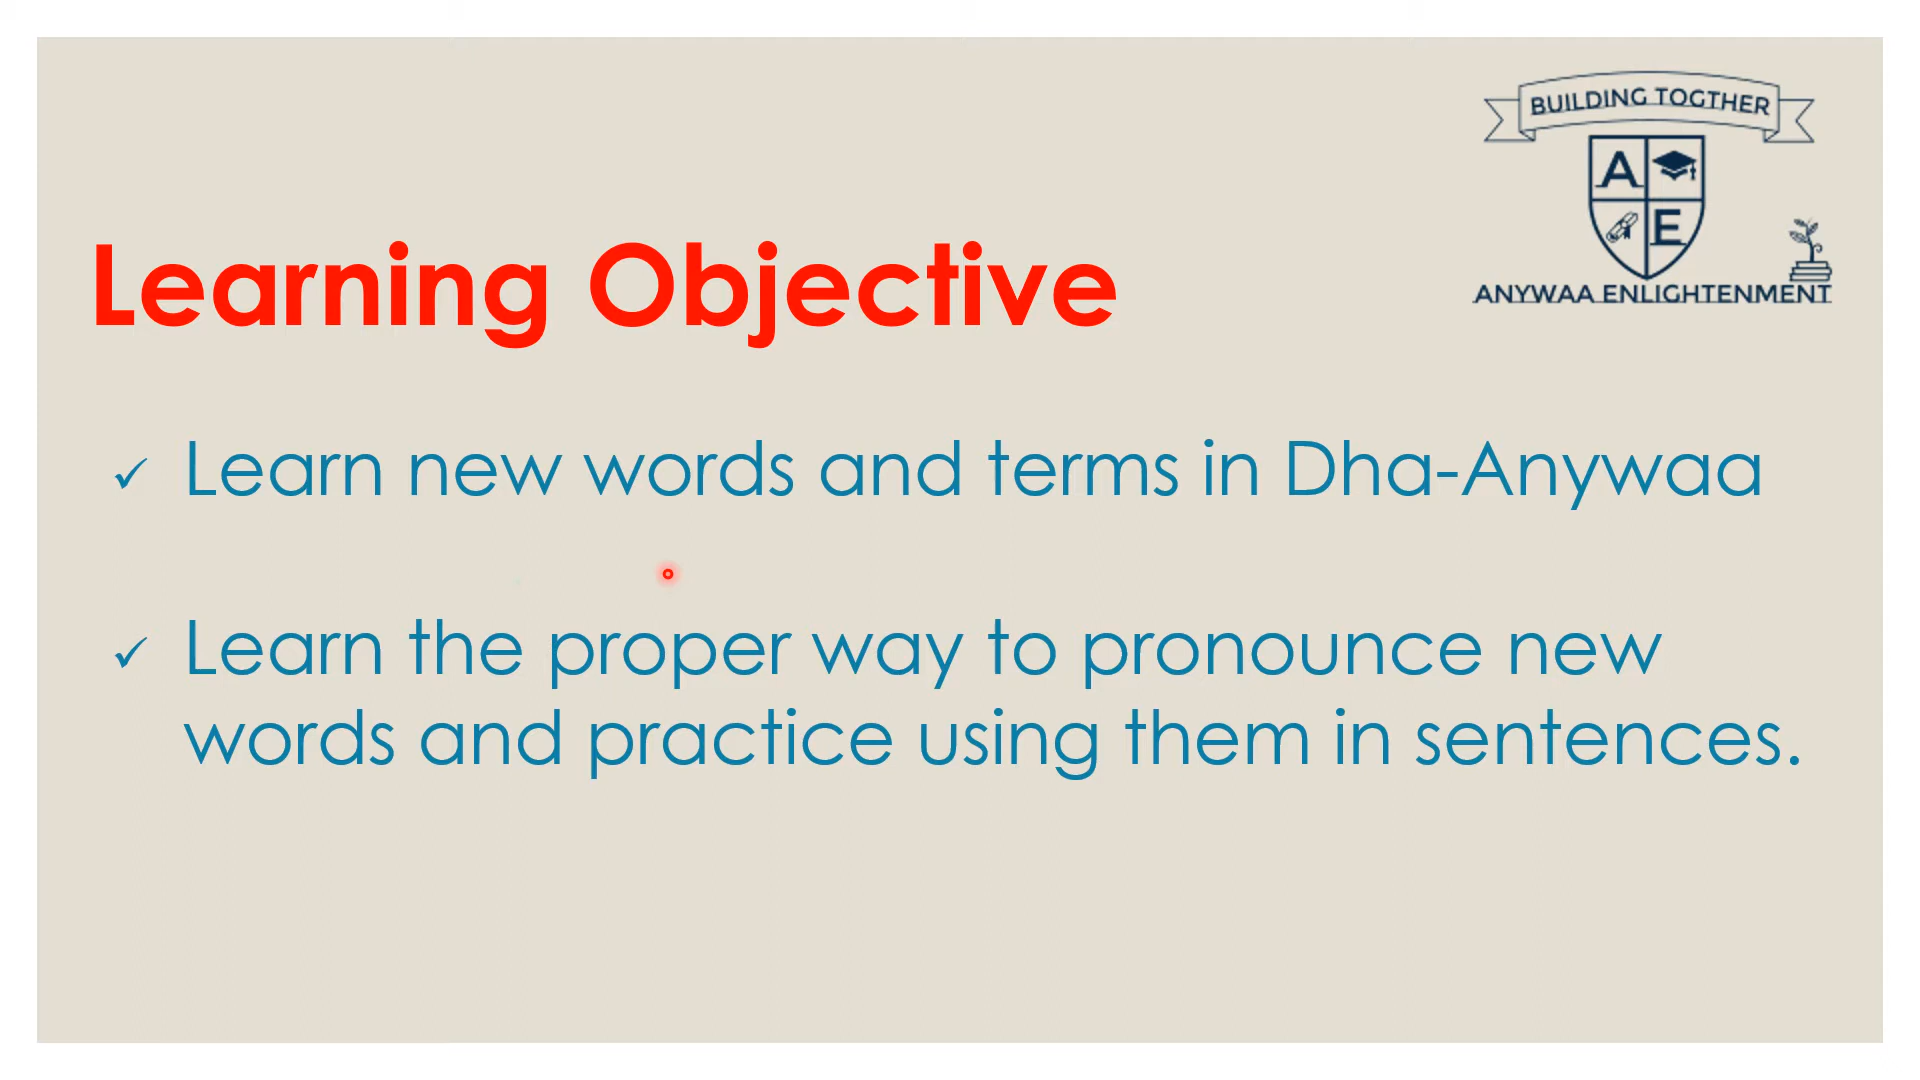 BUILDING TOGTHER
A
E
ANYWAA ENLIGHTENMENT
Learning Objective
✓ Learn new words and terms in Dha-Anywaa
✓ Learn the proper way to pronounce new
words and practice using them in sentences.